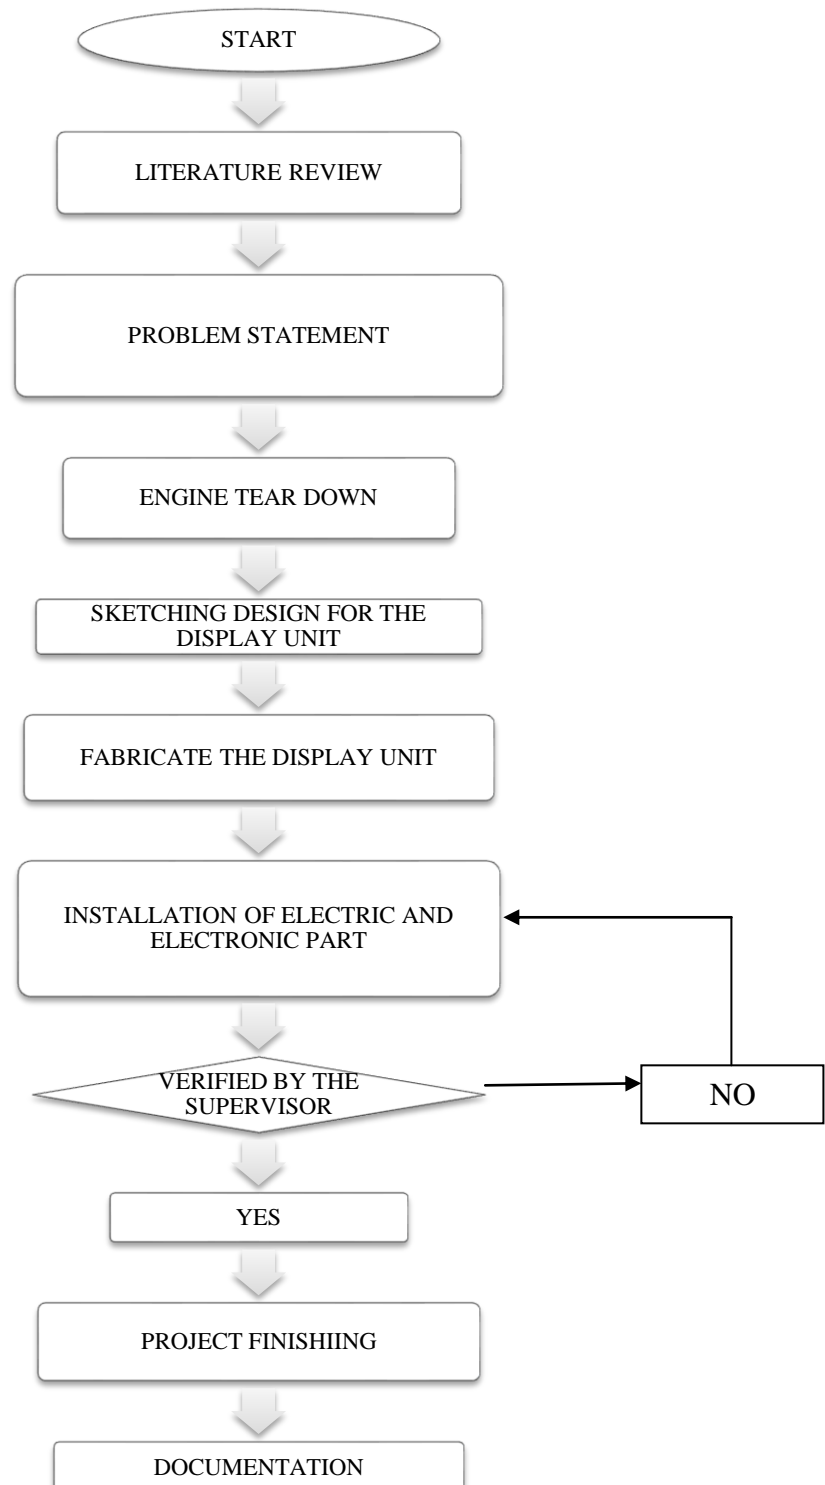 START
LITERATURE REVIEW
PROBLEM STATEMENT
ENGINE TEAR DOWN
SKETCHING DESIGN FOR THE
DISPLAY UNIT
FABRICATE THE DISPLAY UNIT
INSTALLATION OF ELECTRIC AND
ELECTRONIC PART
VERIFIED BY THE
SUPERVISOR
NO
YES
PROJECT FINISHIING
DOCUMENTATION